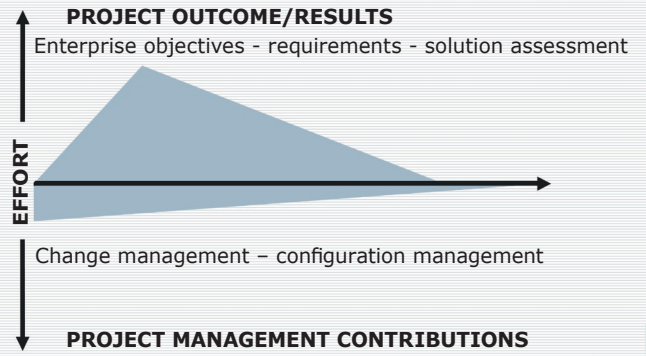 PROJECT OUTCOME/RESULTS
Enterprise objectives - requirements - solution assessment
EFFORT
Change management – configuration management
PROJECT MANAGEMENT CONTRIBUTIONS